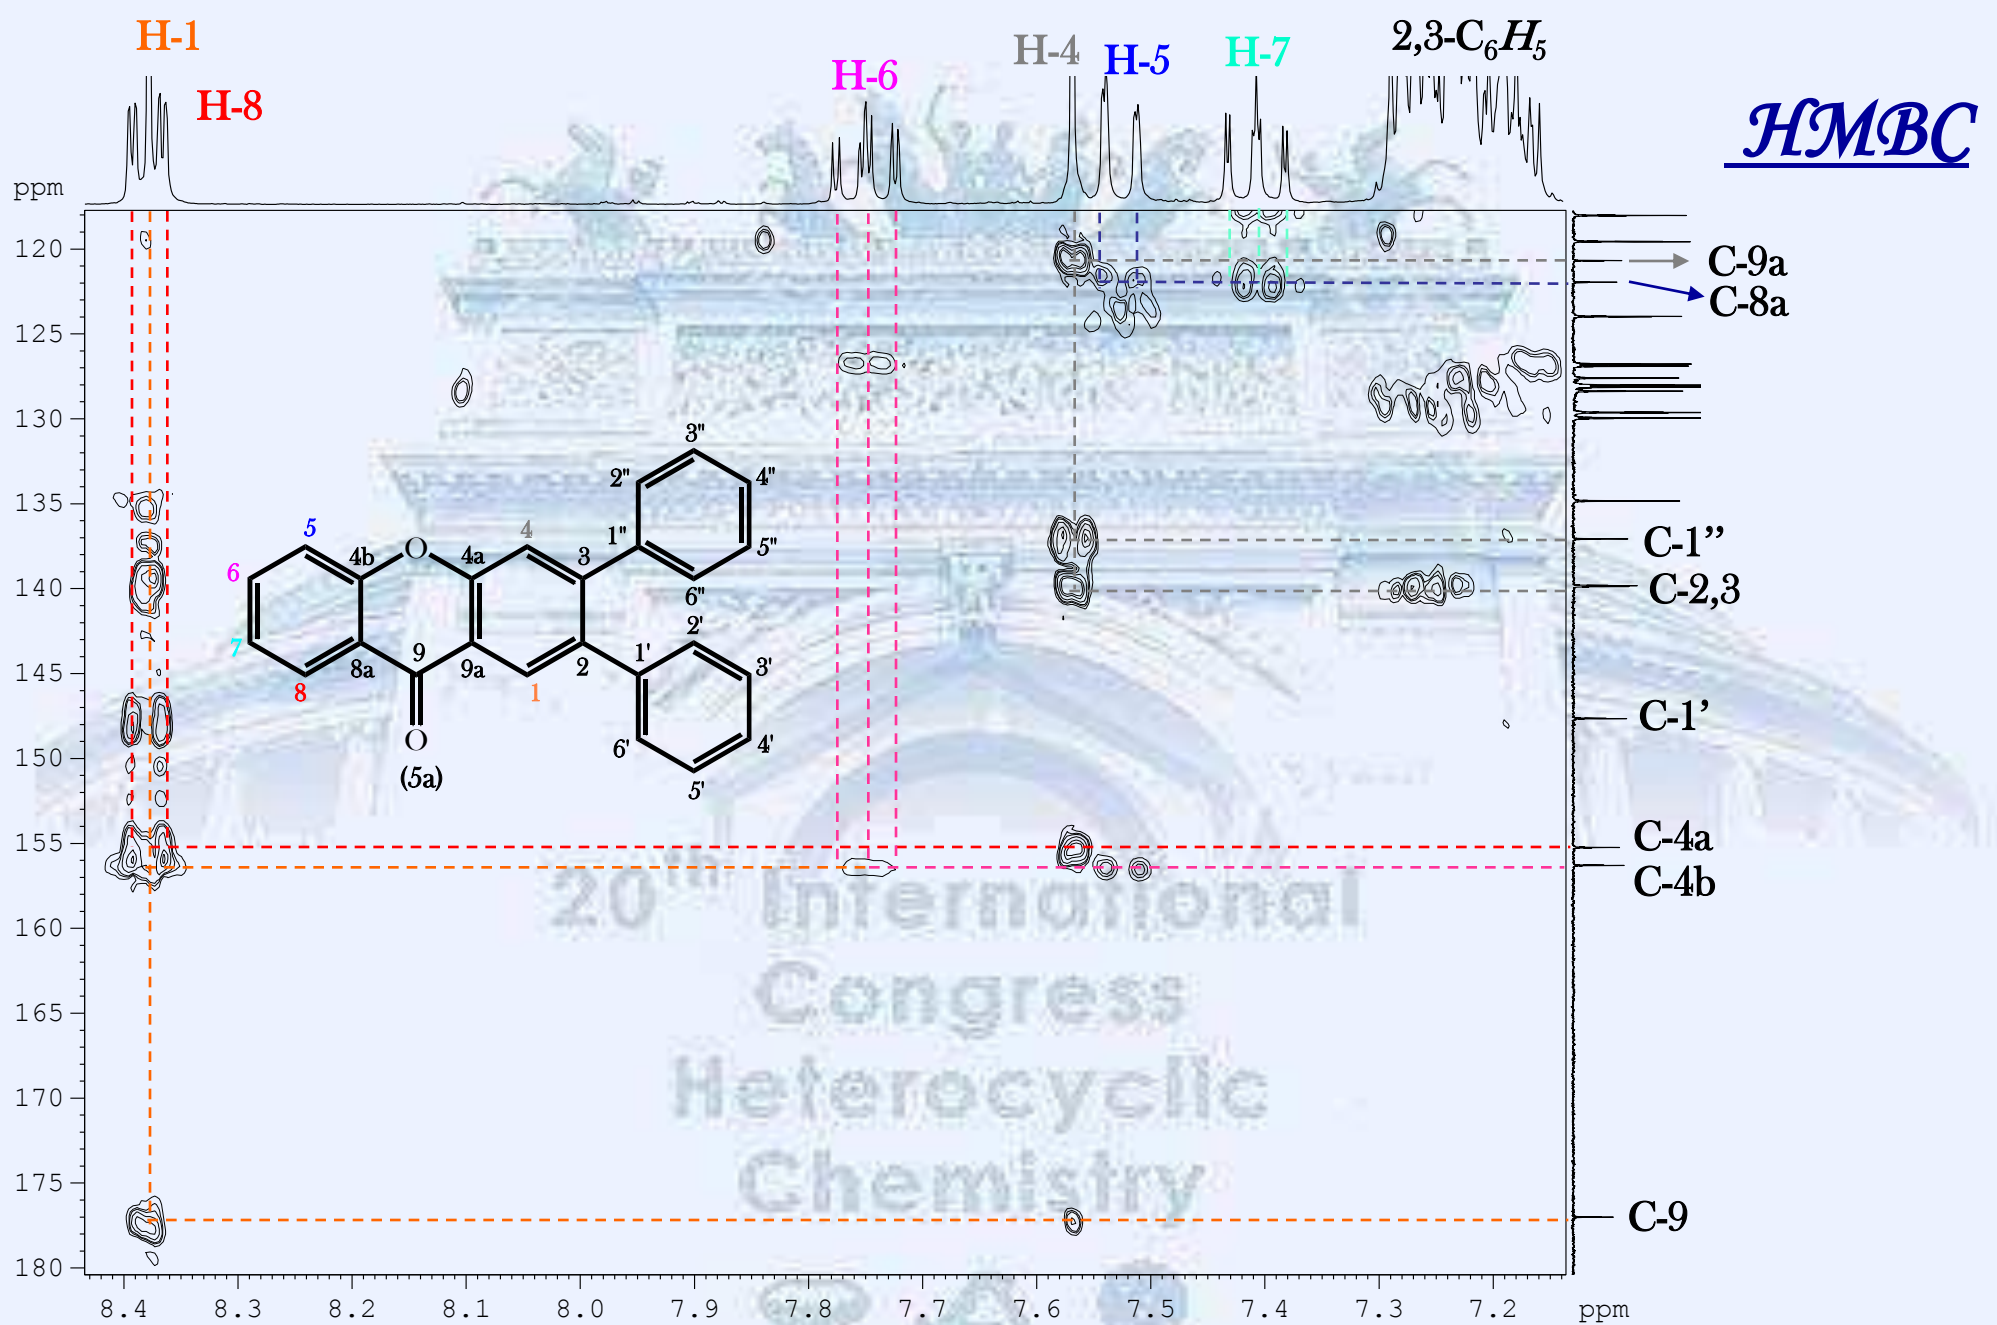 H-1
H-8
H-6
H-4
H-5
H-7
2,3-C6H5
HMBC
ppm
120
125
130
135
140
145
150
155
160
165
170
175
180
C-9a
C-8a
C-1’’
C-2,3
C-1’
C-4a
C-4b
C-9
3"
2"
4"
1"
5"
6"
5
4b
O
4a
4
3
6
7
8
8a
9
9a
1
2
1'
2'
3'
4'
5'
6'
O
(5a)
20th International
Congress
Heterocyclic
Chemistry
8.4 8.3 8.2 8.1 8.0 7.9 7.8 7.7 7.6 7.5 7.4 7.3 7.2 ppm